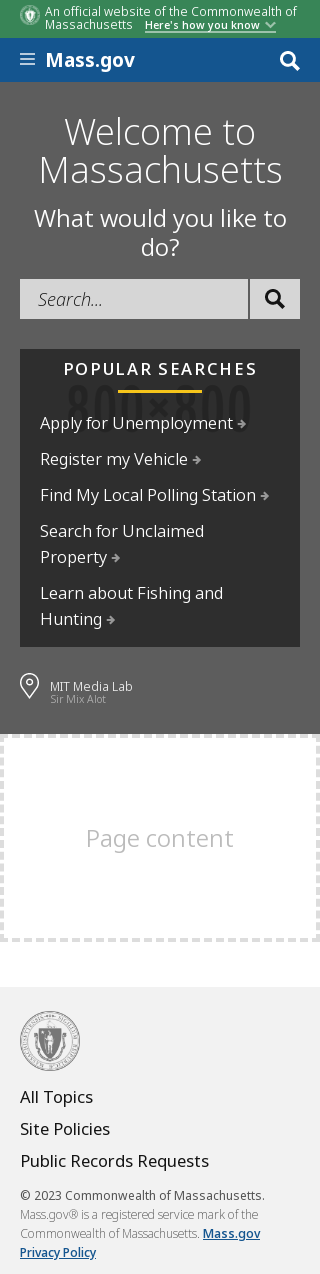 An official website of the Commonwealth of
Massachusetts Here's how you know
Mass.gov
Welcome to
Massachusetts
What would you like to
do?
Search...
POPULAR SEARCHES
800×800
Apply for Unemployment
Register my Vehicle
Find My Local Polling Station
Search for Unclaimed
Property
Learn about Fishing and
Hunting
MIT Media Lab
Sir Mix Alot
Page content
All Topics
Site Policies
Public Records Requests
© 2023 Commonwealth of Massachusetts.
Mass.gov® is a registered service mark of the
Commonwealth of Massachusetts. Mass.gov
Privacy Policy